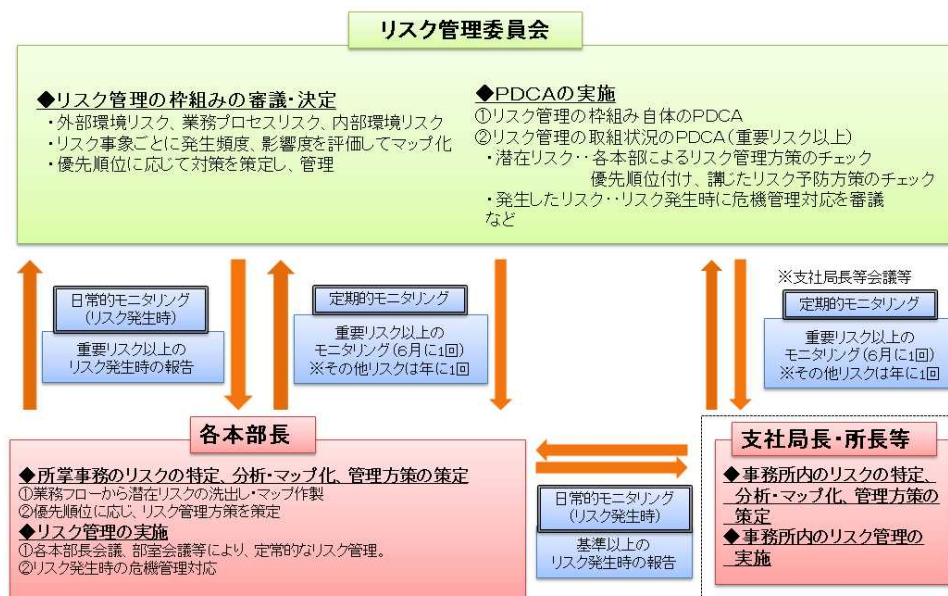 リスク管理委員会
◆リスク管理の枠組みの審議・決定
・外部環境リスク、業務プロセスリスク、内部環境リスク
・リスク事象ごとに発生頻度、影響度を評価してマップ化
・優先順位に応じて対策を策定し、管理
◆PDCAの実施
①リスク管理の枠組み自体のPDCA
②リスク管理の取組状況のPDCA(重要リスク以上)
・潜在リスク‥各本部によるリスク管理方策のチェック
優先順位付け、講じたリスク予防方策のチェック
・発生したリスク‥リスク発生時に危機管理対応を審議
など
日常的モニタリング
(リスク発生時)
重要リスク以上の
リスク発生時の報告
定期的モニタリング
重要リスク以上の
モニタリング(6月に1回)
※その他リスクは年に1回
※支社局長等会議等
定期的モニタリング
重要リスク以上の
モニタリング(6月に1回)
※その他リスクは年に1回
各本部長
◆所掌事務のリスクの特定、分析・マップ化、管理方策の策定
①業務フローから潜在リスクの洗出し・マップ作製
②優先順位に応じ、リスク管理方策を策定
◆リスク管理の実施
①各本部長会議、部室会議等により、定常的なリスク管理。
②リスク発生時の危機管理対応
日常的モニタリング
(リスク発生時)
基準以上の
リスク発生時の報告
支社局長・所長等
◆事務所内のリスクの特定、
分析・マップ化、管理方策の
策定
◆事務所内のリスク管理の
実施